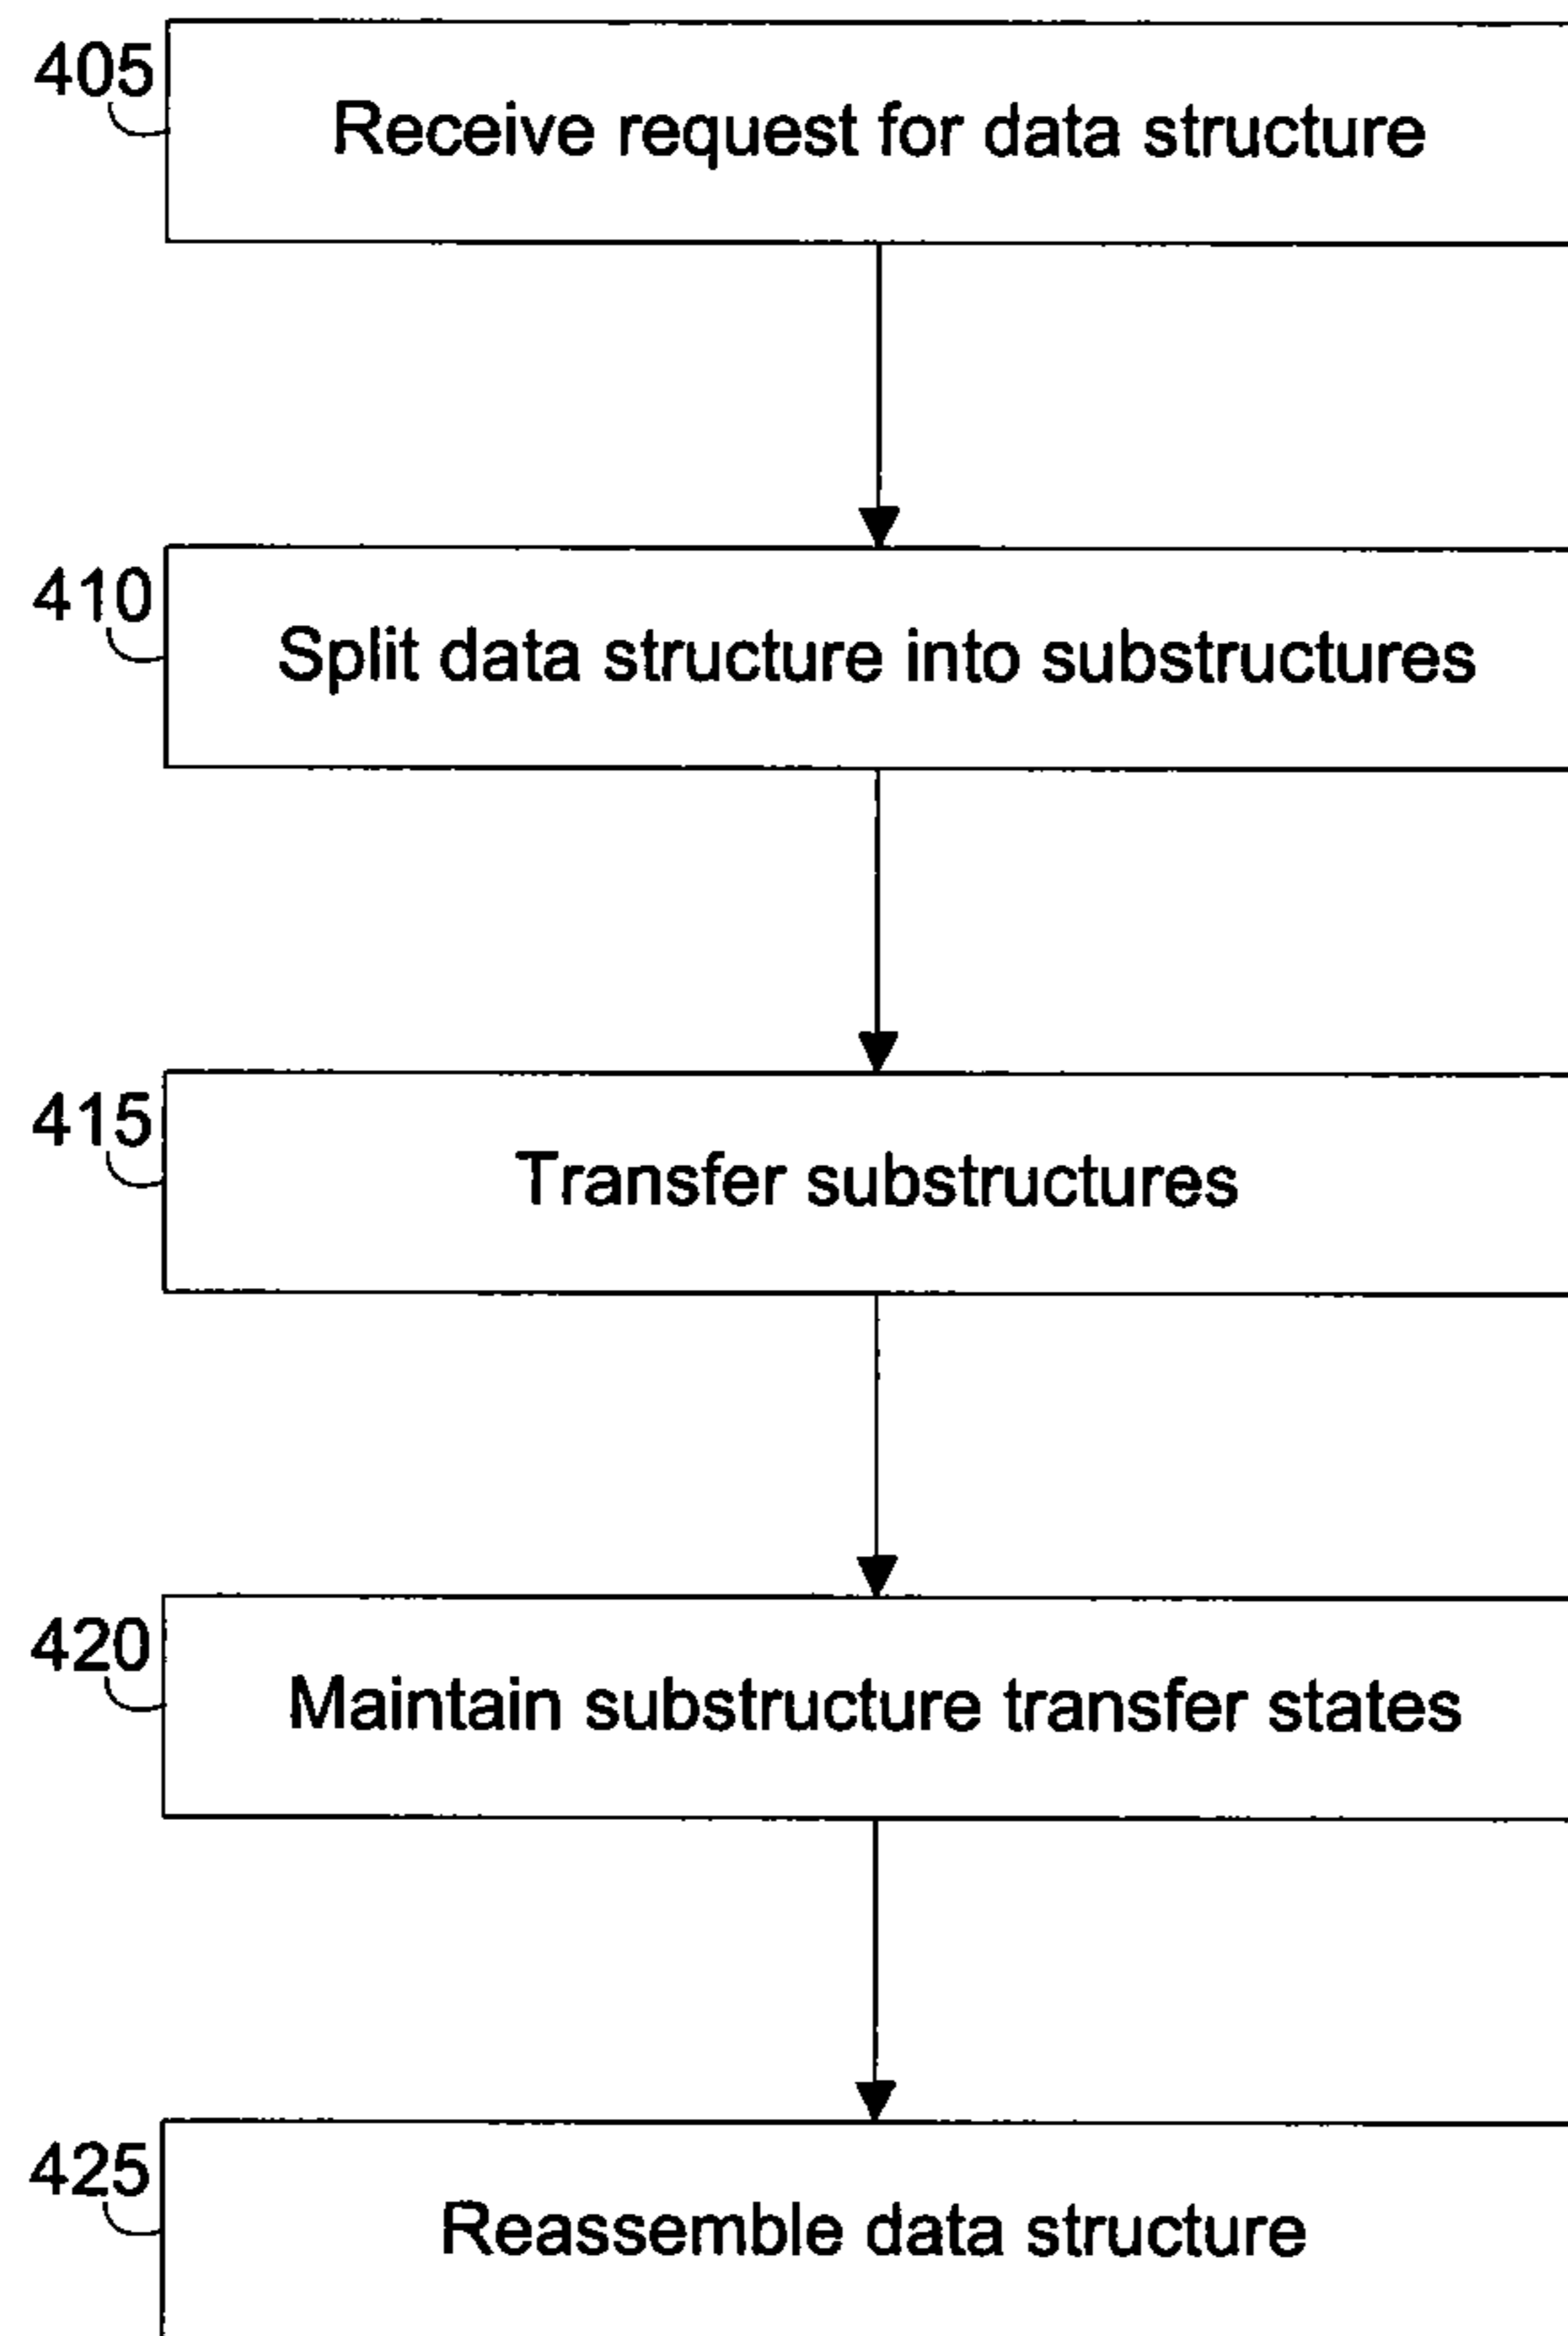 405
Receive request for data structure
410
Split data structure into substructures
415
Transfer substructures
420
Maintain substructure transfer states
425
Reassemble data structure